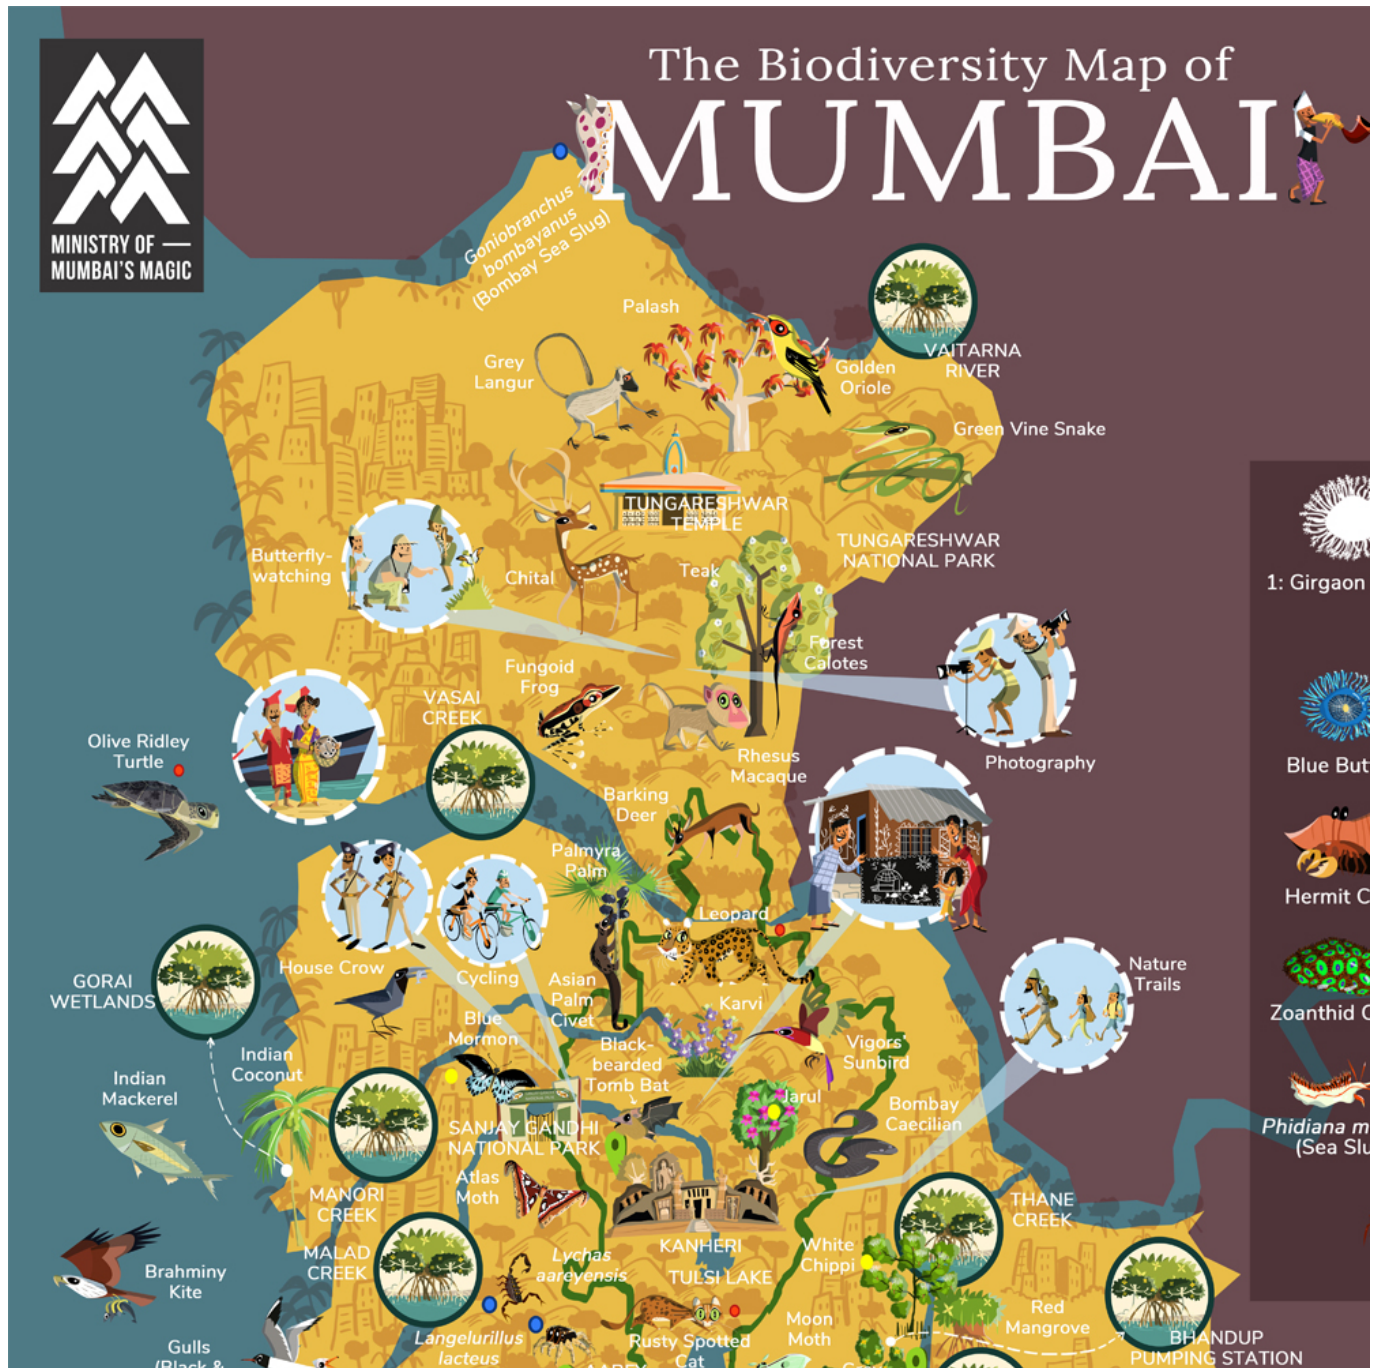 The Biodiversity Map of
MUMBAI
MINISTRY OF —
MUMBAI'S MAGIC
Goniobranchus
bombayanus
(Bombay Sea Slug)
Palash
Grey
Langur
Golden
Oriole
VAITARNA
RIVER
Green Vine Snake
TUNGARESHWAR
TEMPLE
TUNGARESHWAR
NATIONAL PARK
1: Girgaon
Butterfly-
watching
Chital
Teak
Forest
Calotes
Fungoid
Frog
VASAI
CREEK
Olive Ridley
Turtle
Rhesus
Macaque
Photography
Blue But
Barking
Deer
Palmyra
Palm
Hermit C
Leopard
House Crow
Cycling
Asian
Palm
Civet
Karvi
Nature
Trails
GORAI
WETLANDS
Zoanthid C
Blue
Mormon
Black-
bearded
Tomb Bat
Vigors
Sunbird
Indian
Coconut
Indian
Mackerel
Jarul
Bombay
Caecilian
SANJAY GANDHI
NATIONAL PARK
Phidiana m
(Sea Slu
Atlas
Moth
MANORI
CREEK
THANE
CREEK
KANHERI
White
Chippi
MALAD
CREEK
Lychas
aareyensis
TULSI LAKE
Brahminy
Kite
Moon
Moth
Red
Mangrove
Langelurillus
lacteus
Rusty Spotted
Cat
BHANDUP
PUMPING STATION
Gulls
(Black &